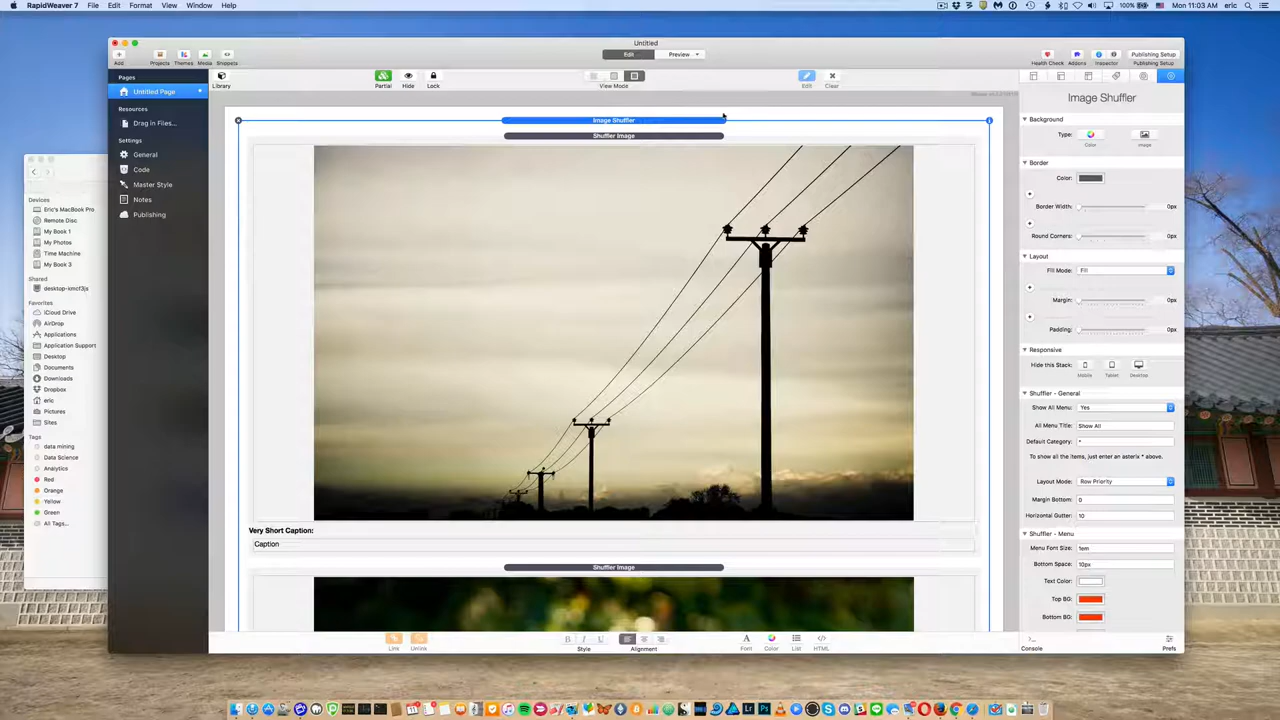 RapidWeaver 7 File Edit Format View Window Help 100% Mon 11:03 AM eric
Untitled
Edit Preview
Add Projects Themes Media Snippets Health Check Addons Inspector Publishing Setup
Publishing Setup
Pages
Untitled Page
Resources
Drag in Files...
Settings
General
Code
Master Style
Notes
Publishing
Library Partial Hide Lock View Mode Edit Clear
Devices
Eric's MacBook Pro
Remote Disc
My Book 1
My Photos
Time Machine
My Book 3
Shared
desktop-kmcf3js
Favorites
iCloud Drive
AirDrop
Applications
Application Support
Desktop
Documents
Downloads
Dropbox
eric
Pictures
Sites
Tags
data mining
Data Science
Analytics
Red
Orange
Yellow
Green
All Tags...
Image Shuffler
Shuffler Image
Very Short Caption:
Caption
Shuffler Image
Link Unlink B I U Style Alignment Font Color List HTML
Image Shuffler
Background
Type: Color Image
Border
Color:
Border Width: 0px
Round Corners: 0px
Layout
Fill Mode: Fill
Margin: 0px
Padding: 0px
Responsive
Hide this Stack: Mobile Tablet Desktop
Shuffler - General
Show All Menu: Yes
All Menu Title: Show All
Default Category: *
To show all the items, just enter an asterix * above.
Layout Mode: Row Priority
Margin Bottom: 0
Horizontal Gutter: 10
Shuffler - Menu
Menu Font Size: 1em
Bottom Space: 10px
Text Color:
Top BG:
Bottom BG:
Console Prefs